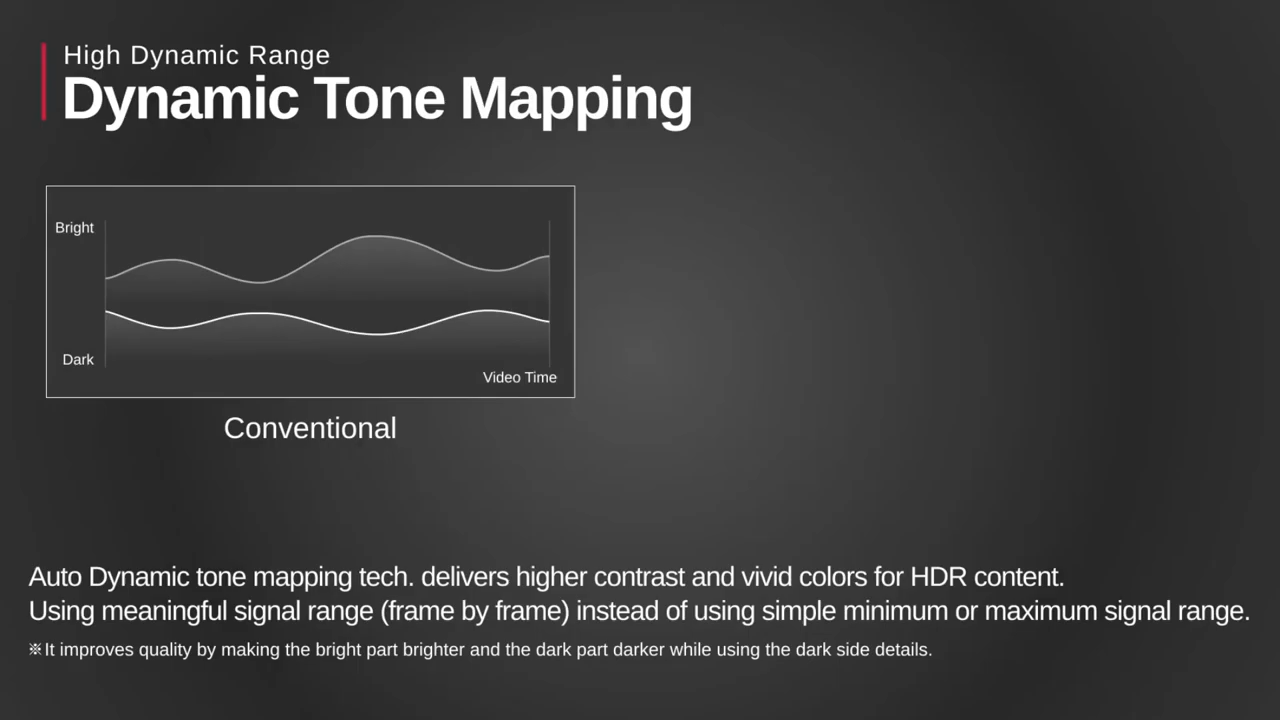 High Dynamic Range
Dynamic Tone Mapping
Bright
Dark
Video Time
Conventional
Auto Dynamic tone mapping tech. delivers higher contrast and vivid colors for HDR content.
Using meaningful signal range (frame by frame) instead of using simple minimum or maximum signal range.
※It improves quality by making the bright part brighter and the dark part darker while using the dark side details.